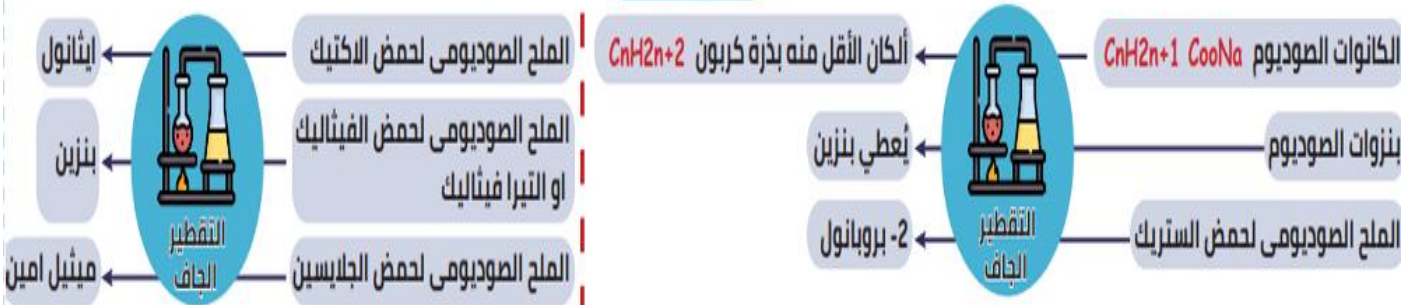 الكانوات الصوديوم CnH2n+1 CooNa
ألكان الأقل منه بذرة كربون CnH2n+2
بنزوات الصوديوم
يُعطي بنزين
الملح الصوديومى لحمض الستريك
2- بروبانول
التقطير
الجاف
الملح الصوديومى لحمض الاكتيك
ايثانول
الملح الصوديومى لحمض الفيثاليك
او التيرا فيثاليك
بنزين
الملح الصوديومى لحمض الجلايسين
ميثيل امين
التقطير
الجاف